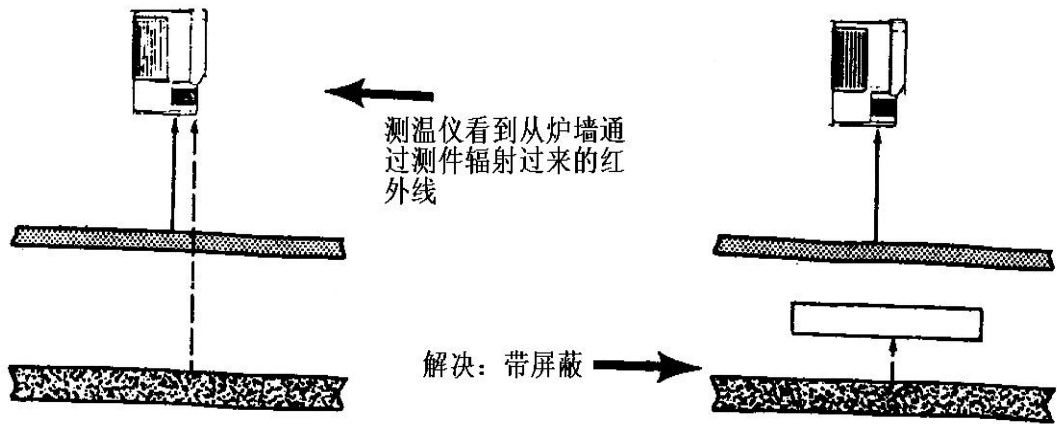 测温仪看到从炉墙通
过测件辐射过来的红
外线
解决：带屏蔽